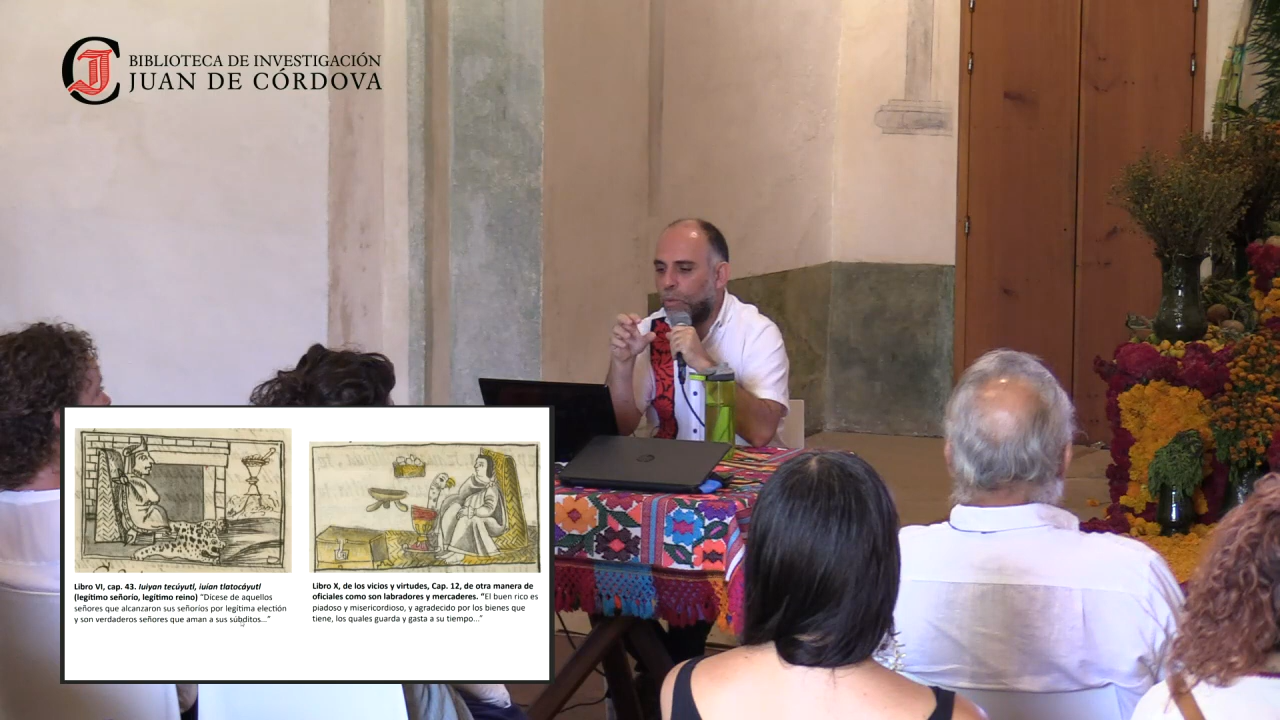 BIBLIOTECA DE INVESTIGACIÓN
JUAN DE CÓRDOVA
Libro VI, cap. 43. Iuiyan tecúyutl, iuían tlatocáyutl
(legítimo señorío, legítimo reino) "Dícese de aquellos
señores que alcanzaron sus señoríos por legítima electión
y son verdaderos señores que aman a sus súbditos..."
Libro X, de los vicios y virtudes, Cap. 12, de otra manera de
oficiales como son labradores y mercaderes. "El buen rico es
piadoso y misericordioso, y agradecido por los bienes que
tiene, los quales guarda y gasta a su tiempo..."